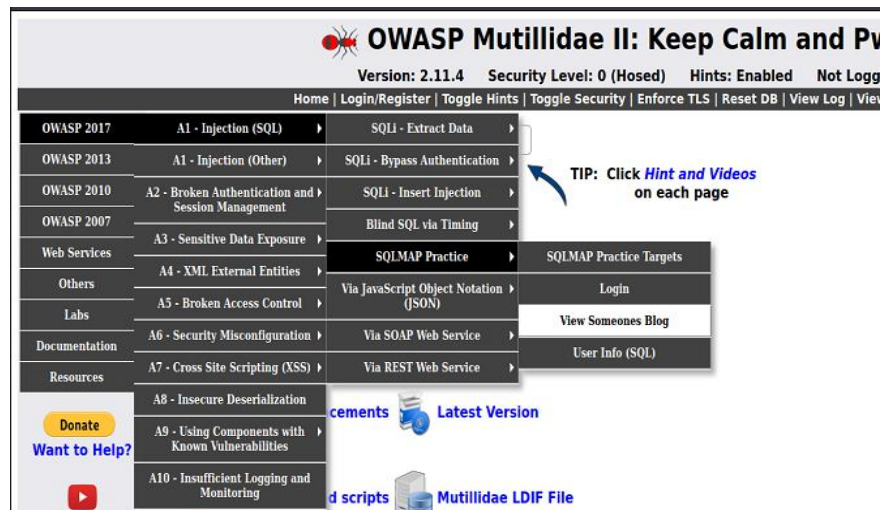 OWASP Mutillidae II: Keep Calm and Pw
Version: 2.11.4 Security Level: 0 (Hosed) Hints: Enabled Not Logg
Home | Login/Register | Toggle Hints | Toggle Security | Enforce TLS | Reset DB | View Log | View
OWASP 2017
OWASP 2013
OWASP 2010
OWASP 2007
Web Services
Others
Labs
Documentation
Resources
A1 - Injection (SQL)
A1 - Injection (Other)
A2 - Broken Authentication and
Session Management
A3 - Sensitive Data Exposure
A4 - XML External Entities
A5 - Broken Access Control
A6 - Security Misconfiguration
A7 - Cross Site Scripting (XSS)
A8 - Insecure Deserialization
A9 - Using Components with
Known Vulnerabilities
A10 - Insufficient Logging and
Monitoring
SQLi - Extract Data
SQLi - Bypass Authentication
SQLi - Insert Injection
Blind SQL via Timing
SQLMAP Practice
Via JavaScript Object Notation
(JSON)
Via SOAP Web Service
Via REST Web Service
SQLMAP Practice Targets
Login
View Someones Blog
User Info (SQL)
TIP: Click Hint and Videos
on each page
Donate
Want to Help?
cements
Latest Version
d scripts
Mutillidae LDIF File